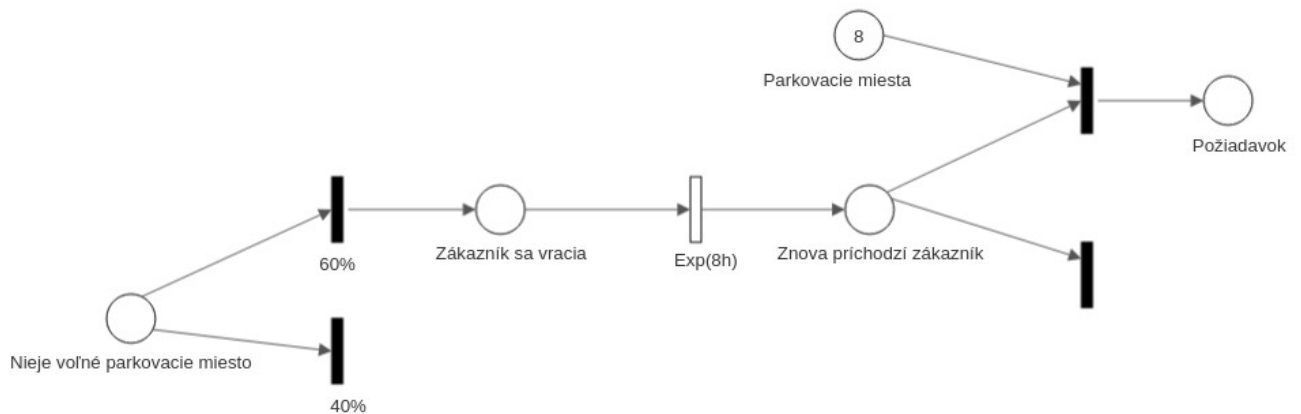 8
Parkovacie miesta
Požiadavok
60%
Zákazník sa vracia
Exp(8h)
Znova príchodzí zákazník
Nieje voľné parkovacie miesto
40%